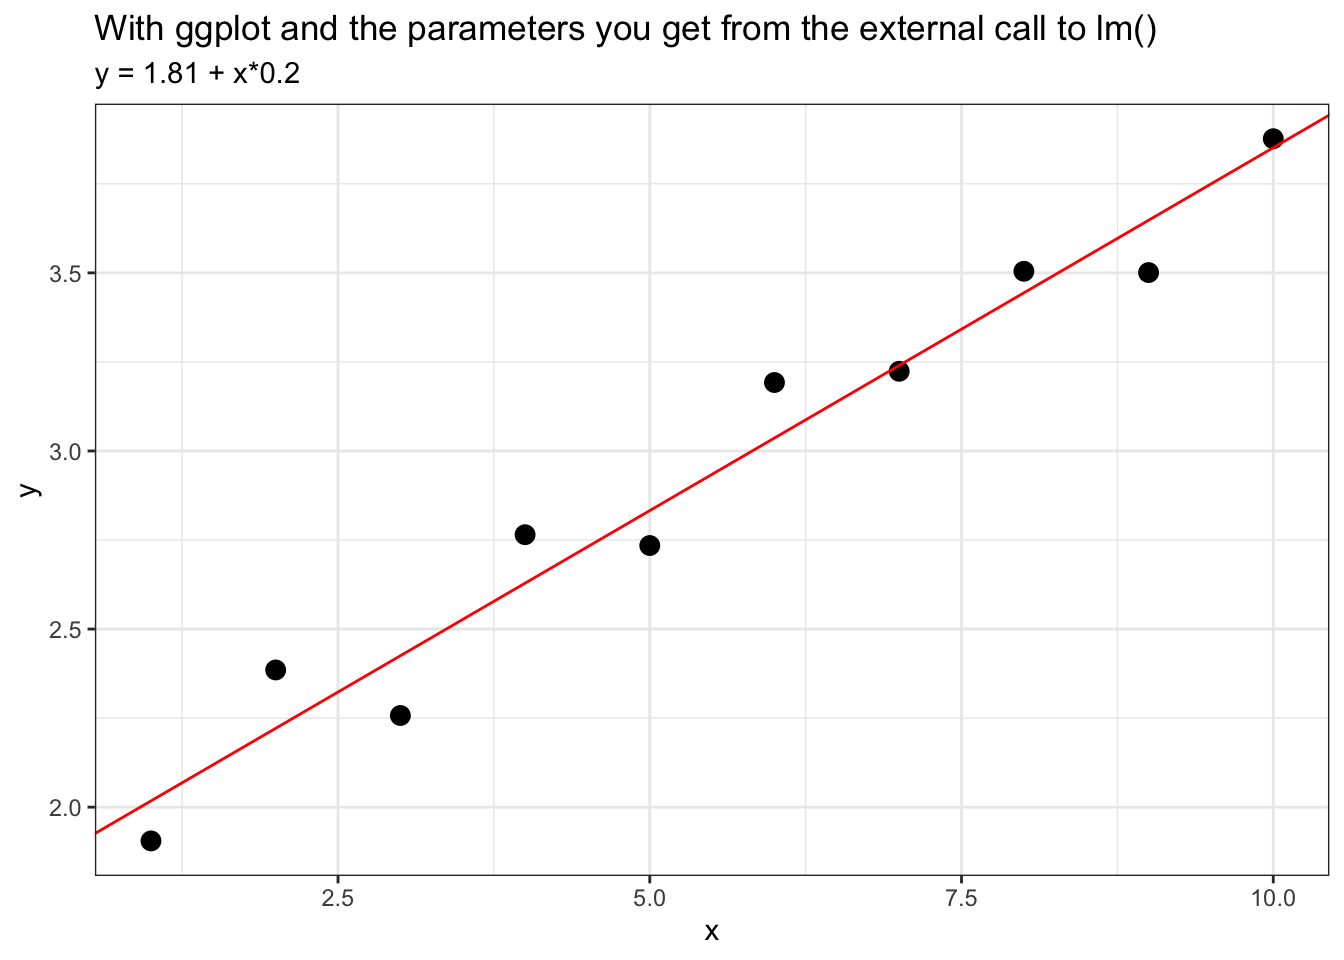 With ggplot and the parameters you get from the external call to lm()
y = 1.81 + x*0.2
3.5
3.0
2.5
2.0
y
2.5 5.0 7.5 10.0
x